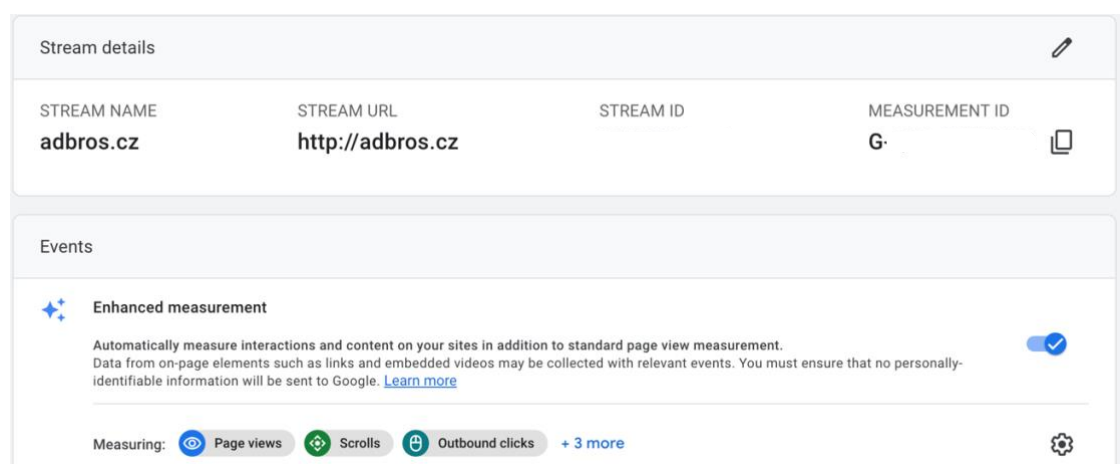 Stream details
STREAM NAME STREAM URL STREAM ID MEASUREMENT ID
adbros.cz http://adbros.cz G-
Events
Enhanced measurement
Automatically measure interactions and content on your sites in addition to standard page view measurement.
Data from on-page elements such as links and embedded videos may be collected with relevant events. You must ensure that no personally-
identifiable information will be sent to Google. Learn more
Measuring: Page views Scrolls Outbound clicks + 3 more